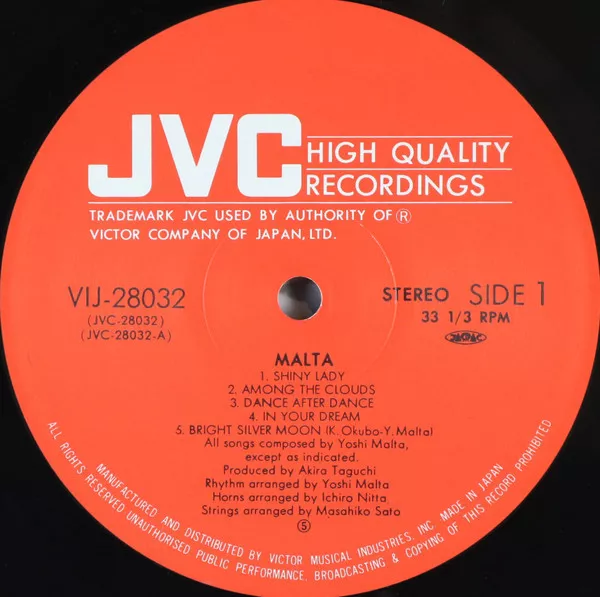 JVC HIGH QUALITY
RECORDINGS
TRADEMARK JVC USED BY AUTHORITY OF ®
VICTOR COMPANY OF JAPAN, LTD.
VIJ-28032
(JVC-28032)
(JVC-28032-A)
STEREO SIDE 1
33 1/3 RPM
JASRAC
MALTA
1. SHINY LADY
2. AMONG THE CLOUDS
3. DANCE AFTER DANCE
4. IN YOUR DREAM
5. BRIGHT SILVER MOON (K. Okubo-Y. Malta)
All songs composed by Yoshi Malta,
except as indicated.
Produced by Akira Taguchi
Rhythm arranged by Yoshi Malta
Horns arranged by Ichiro Nitta
Strings arranged by Masahiko Sato
Ⓢ
MANUFACTURED AND DISTRIBUTED BY VICTOR MUSICAL INDUSTRIES, INC. MADE IN JAPAN
ALL RIGHTS RESERVED UNAUTHORISED PUBLIC PERFORMANCE, BROADCASTING & COPYING OF THIS RECORD PROHIBITED